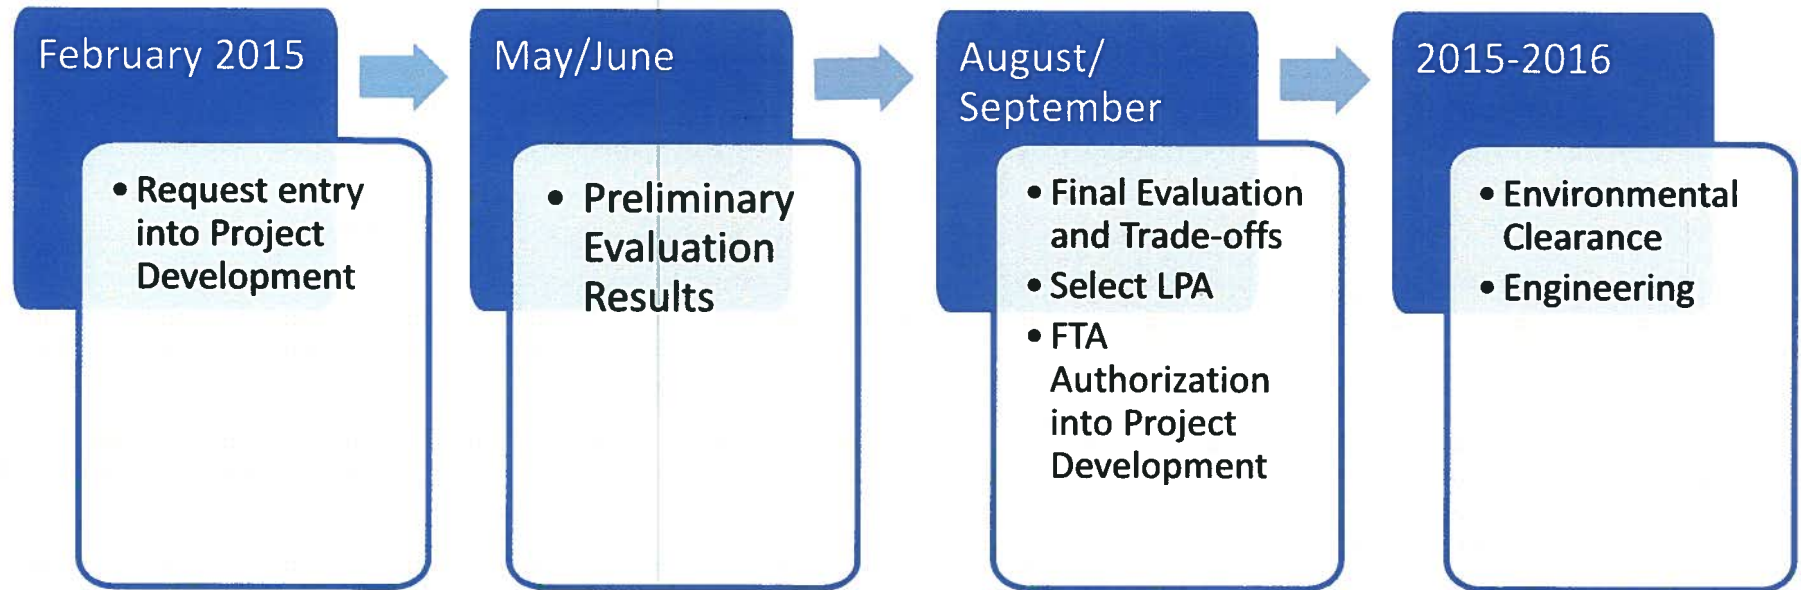 February 2015
• Request entry
into Project
Development
May/June
• Preliminary
Evaluation
Results
August/
September
• Final Evaluation
and Trade-offs
• Select LPA
• FTA
Authorization
into Project
Development
2015-2016
• Environmental
Clearance
• Engineering